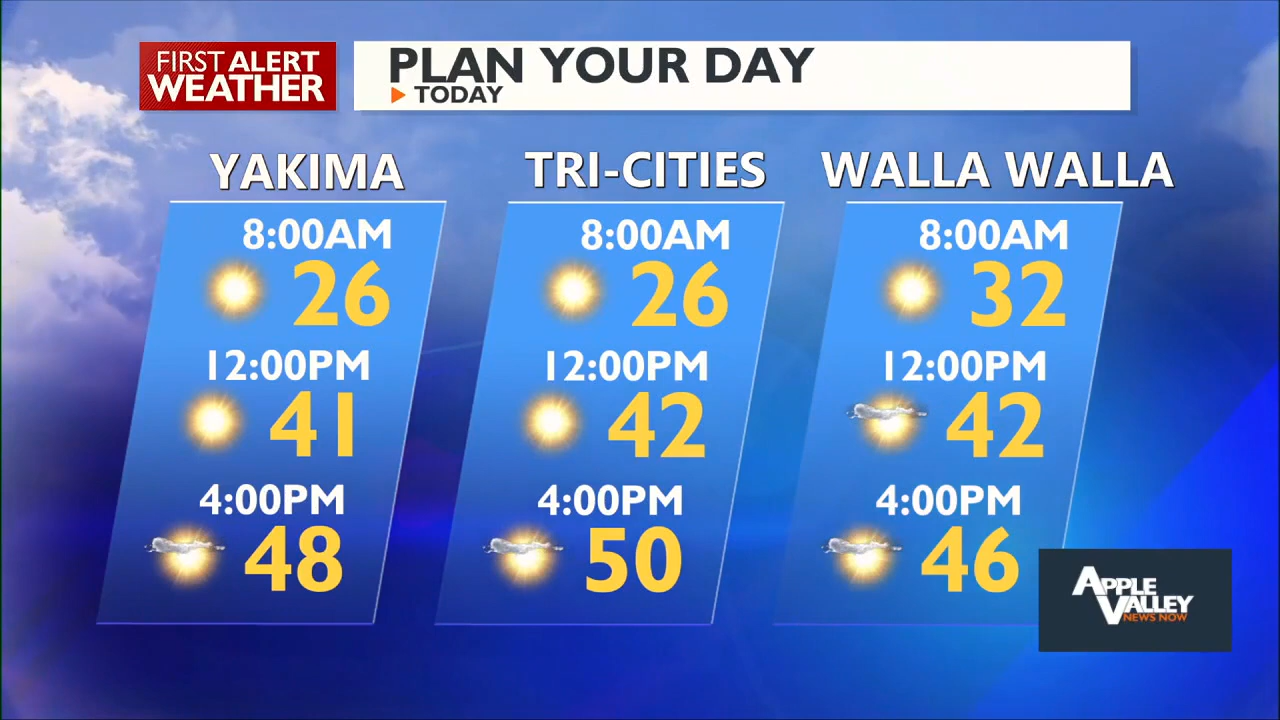 FIRST ALERT
WEATHER
PLAN YOUR DAY
TODAY
YAKIMA
8:00AM
26
12:00PM
41
4:00PM
48
TRI-CITIES
8:00AM
26
12:00PM
42
4:00PM
50
WALLA WALLA
8:00AM
32
12:00PM
42
4:00PM
46
APPLE
VALLEY
NEWS NOW